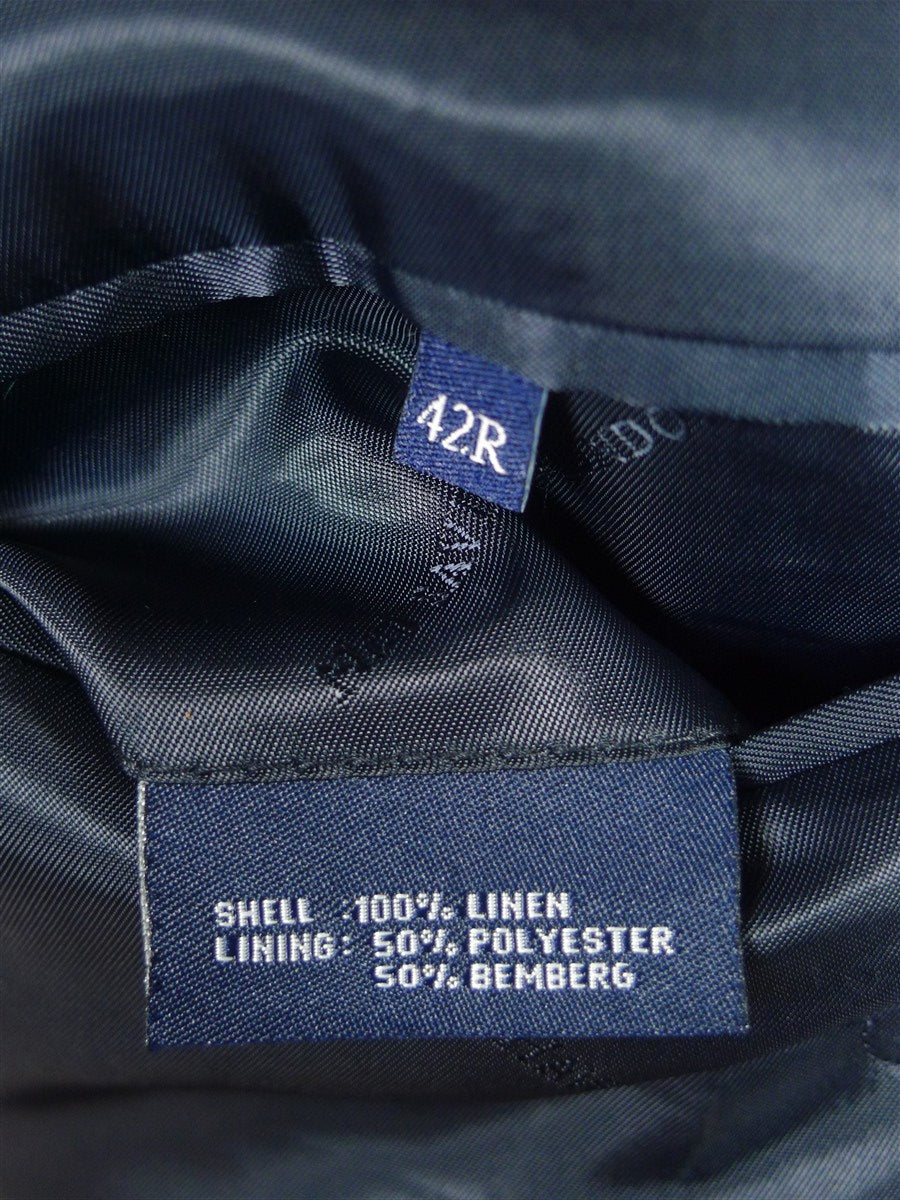 42R
SHELL :100% LINEN
LINING: 50% POLYESTER
50% BEMBERG